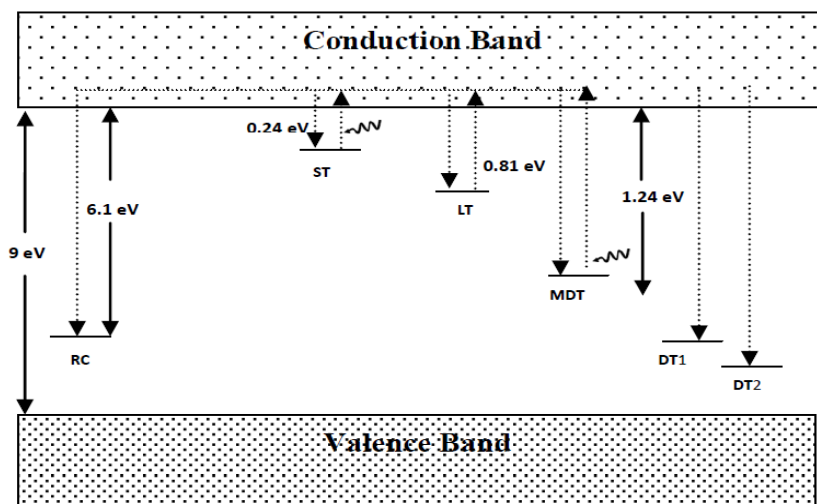 Conduction Band
0.24 eV
ST
0.81 eV
LT
6.1 eV
1.24 eV
9 eV
MDT
RC
DT1
DT2
Valence Band